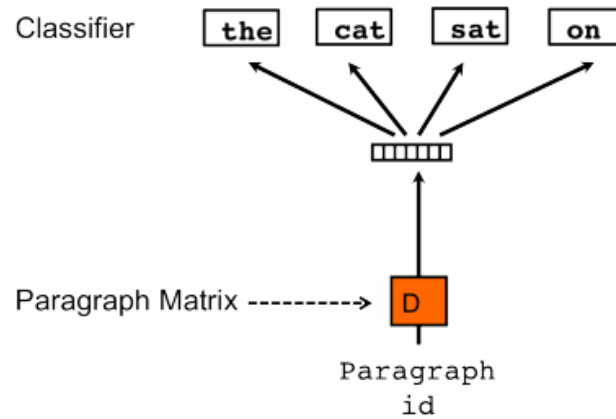 Classifier the cat sat on
Paragraph Matrix D
Paragraph
id